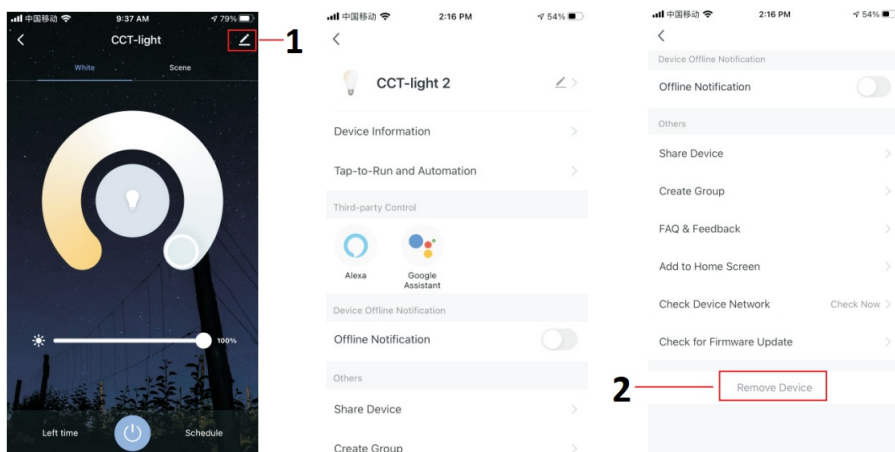 中国移动 9:37 AM 79%
CCT-light
1
White Scene
100%
Left time Schedule
中国移动 2:16 PM 54%
CCT-light 2
Device Information
Tap-to-Run and Automation
Third-party Control
Alexa Google
Assistant
Device Offline Notification
Offline Notification
Others
Share Device
Create Group
中国移动 2:16 PM 54%
Device Offline Notification
Offline Notification
Others
Share Device
Create Group
FAQ & Feedback
Add to Home Screen
Check Device Network Check Now
Check for Firmware Update
2
Remove Device